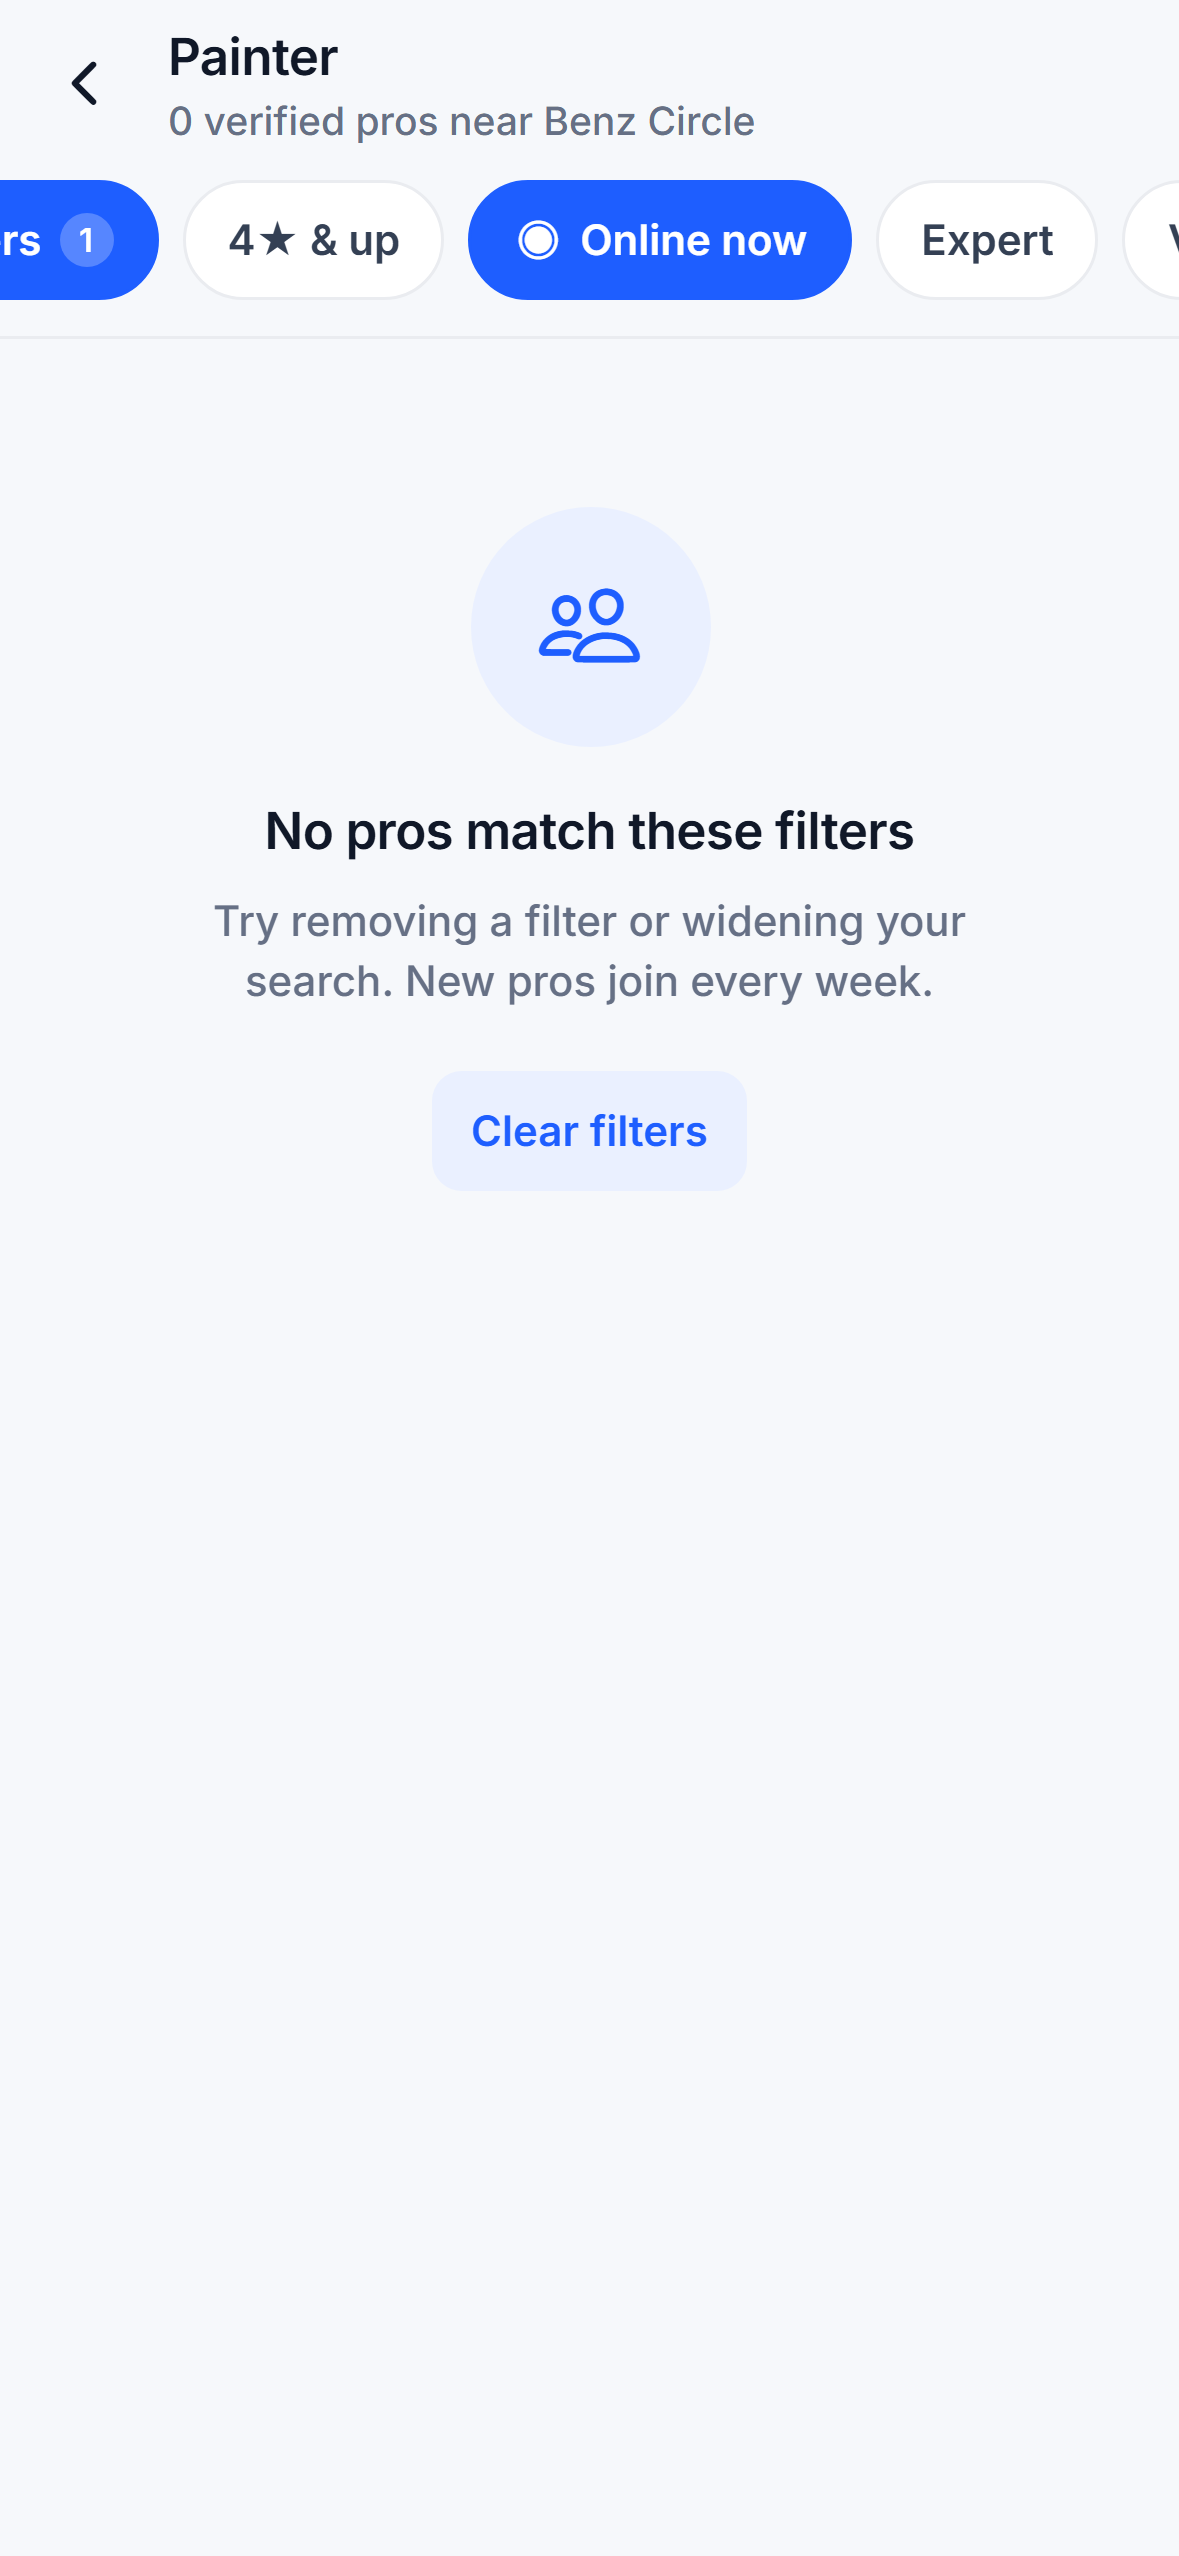 Painter
0 verified pros near Benz Circle
rs 1
4★ & up
Online now
Expert
No pros match these filters
Try removing a filter or widening your
search. New pros join every week.
Clear filters